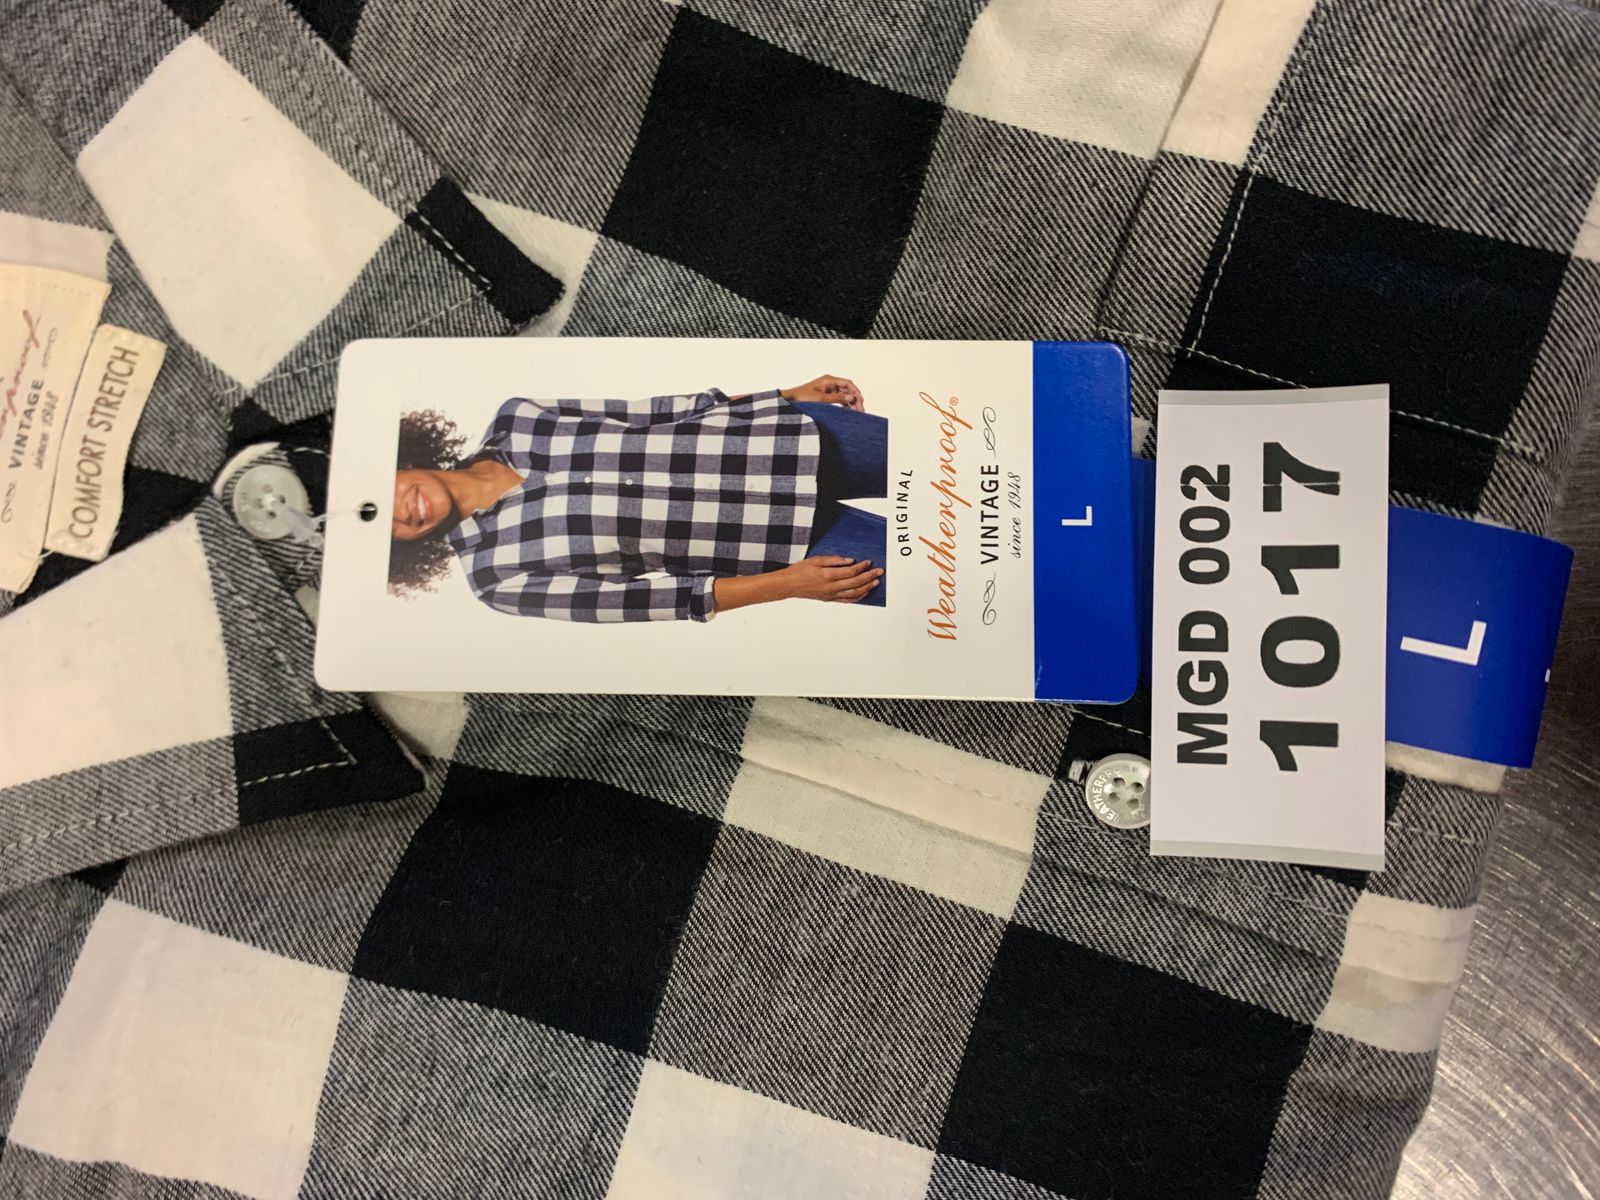 VINTAGE
since 1948
COMFORT STRETCH
ORIGINAL
Weatherproof®
VINTAGE
since 1948
L
MGD 002
1017
L